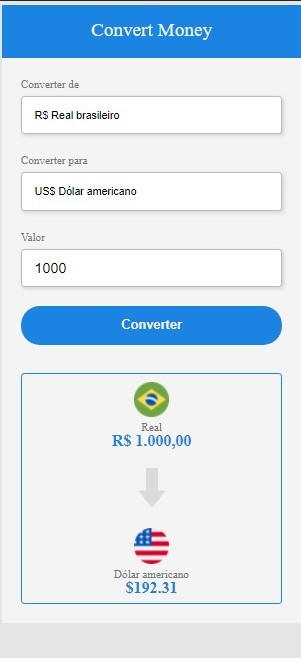 Convert Money
Converter de
R$ Real brasileiro
Converter para
US$ Dólar americano
Valor
1000
Converter
Real
R$ 1.000,00
Dólar americano
$192.31